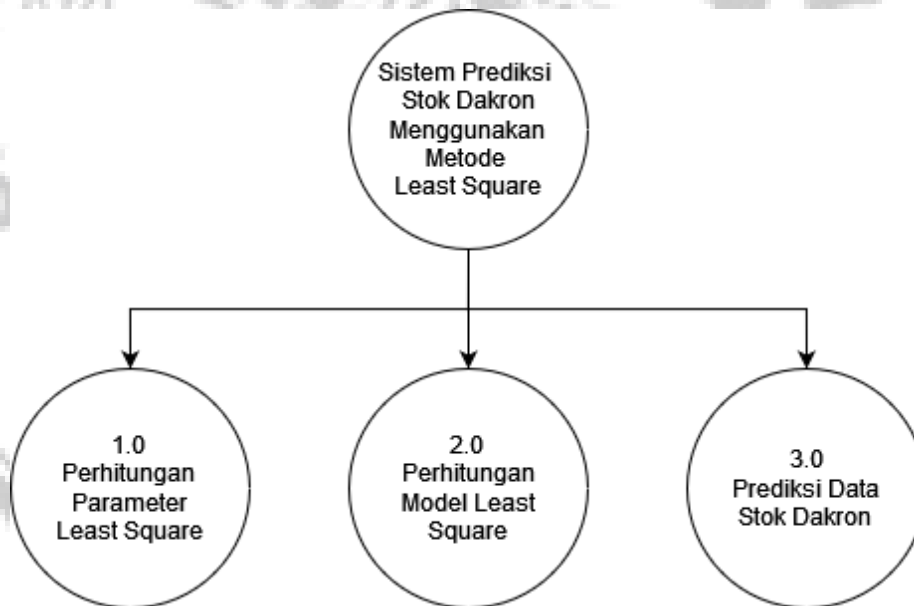 Sistem Prediksi
Stok Dakron
Menggunakan
Metode
Least Square
1.0
Perhitungan
Parameter
Least Square
2.0
Perhitungan
Model Least
Square
3.0
Prediksi Data
Stok Dakron